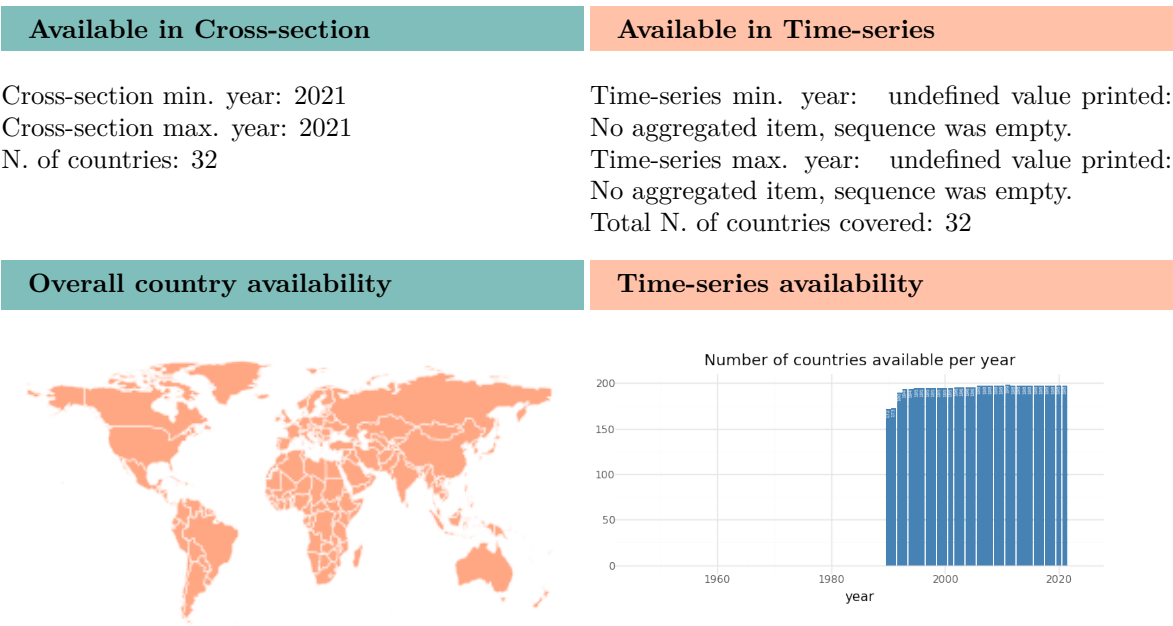 Available in Cross-section
Cross-section min. year: 2021
Cross-section max. year: 2021
N. of countries: 32
Available in Time-series
Time-series min. year: undefined value printed:
No aggregated item, sequence was empty.
Time-series max. year: undefined value printed:
No aggregated item, sequence was empty.
Total N. of countries covered: 32
Overall country availability
Time-series availability
Number of countries available per year
200
150
100
50
0
1960 1980 2000 2020
year